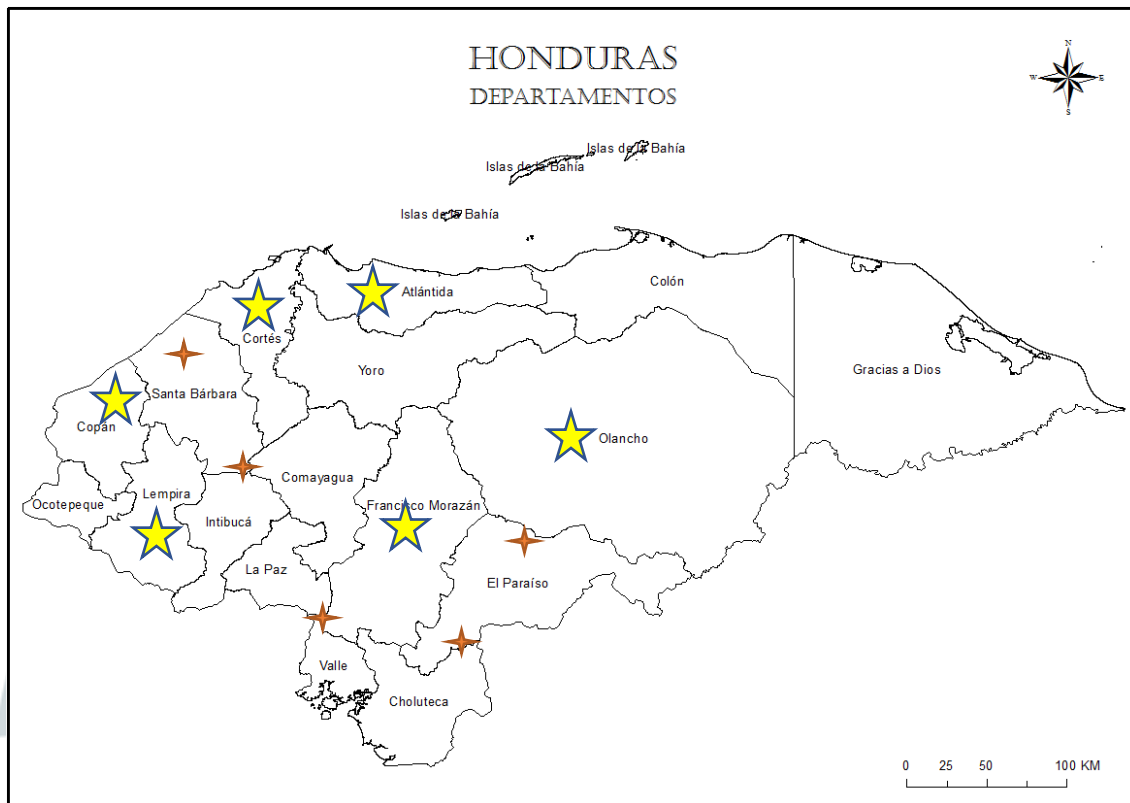 HONDURAS
DEPARTAMENTOS
N
W
E
S
Islas de la Bahía
Islas de la Bahía
Islas de la Bahía
Atlántida
Colón
Cortés
Yoro
Gracias a Dios
Santa Bárbara
Copán
Olancho
Comayagua
Lempira
Ocotepeque
Francisco Morazán
Intibucá
La Paz
El Paraíso
Valle
Choluteca
0 25 50 100 KM